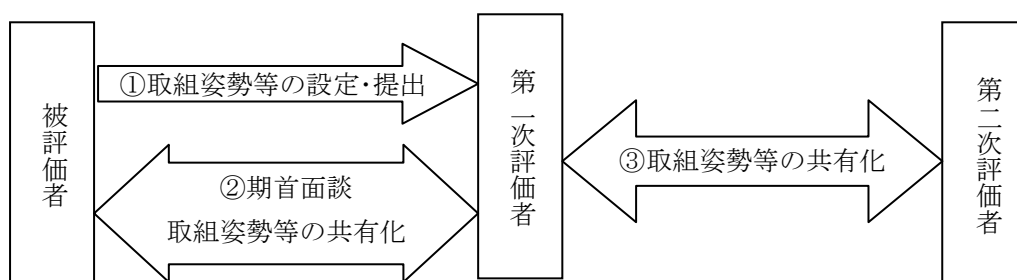 被評価者
①取組姿勢等の設定・提出
②期首面談
取組姿勢等の共有化
第一次評価者
③取組姿勢等の共有化
第二次評価者